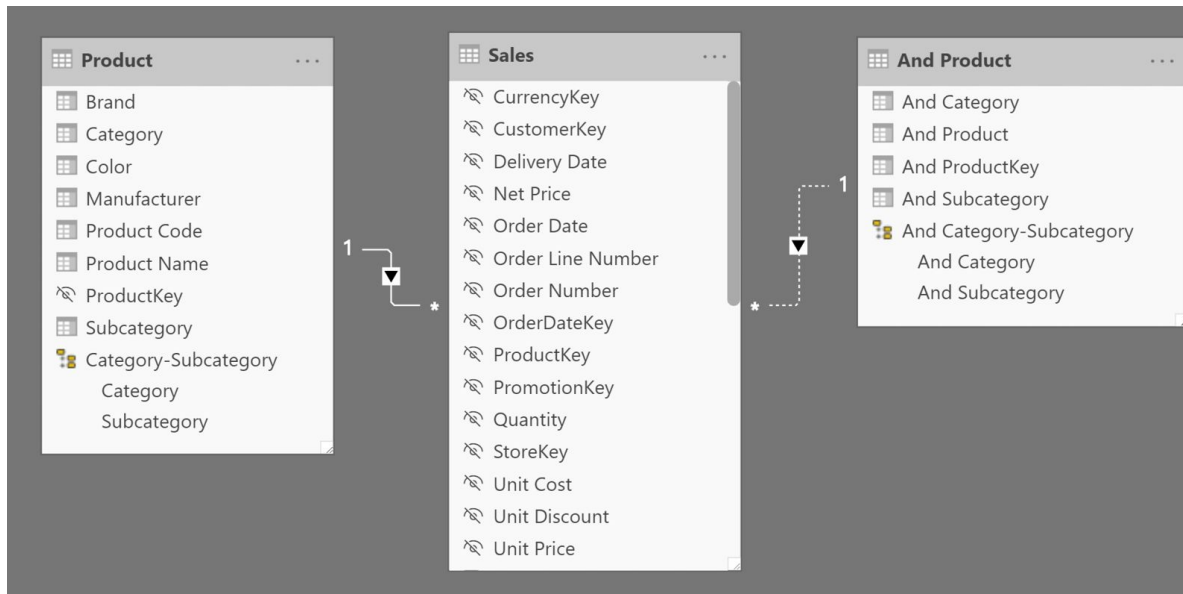 Product ...
Brand
Category
Color
Manufacturer
Product Code
Product Name
ProductKey
Subcategory
Category-Subcategory
Category
Subcategory
1
*
Sales ...
CurrencyKey
CustomerKey
Delivery Date
Net Price
Order Date
Order Line Number
Order Number
OrderDateKey
ProductKey
PromotionKey
Quantity
StoreKey
Unit Cost
Unit Discount
Unit Price
*
1
And Product ...
And Category
And Product
And ProductKey
And Subcategory
And Category-Subcategory
And Category
And Subcategory